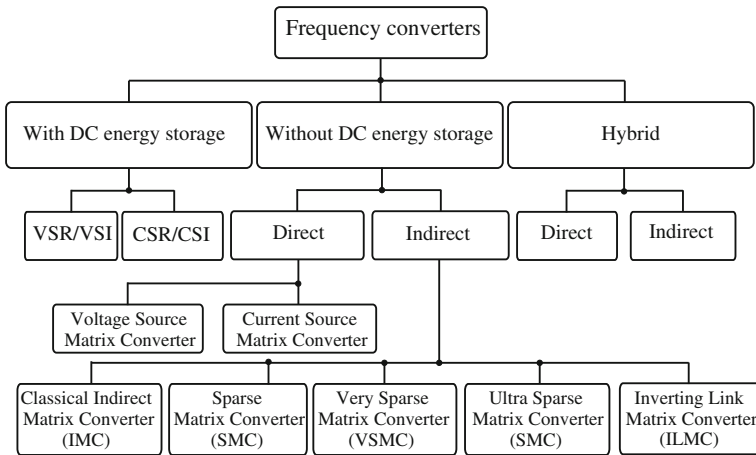 Frequency converters
With DC energy storage
Without DC energy storage
Hybrid
VSR/VSI
CSR/CSI
Direct
Indirect
Direct
Indirect
Voltage Source
Matrix Converter
Current Source
Matrix Converter
Classical Indirect
Matrix Converter
(IMC)
Sparse
Matrix Converter
(SMC)
Very Sparse
Matrix Converter
(VSMC)
Ultra Sparse
Matrix Converter
(SMC)
Inverting Link
Matrix Converter
(ILMC)